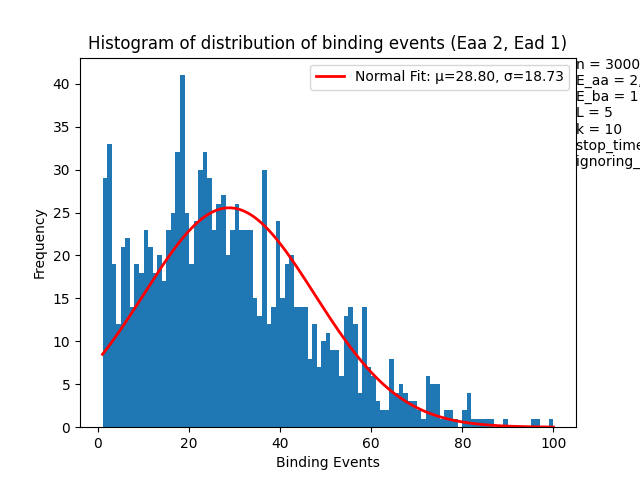 Histogram of distribution of binding events (Eaa 2, Ead 1)
Normal Fit: μ=28.80, σ=18.73
n = 3000
E_aa = 2,
E_ba = 1
L = 5
k = 10
stop_time
ignoring_
Frequency
40
35
30
25
20
15
10
5
0
0 20 40 60 80 100
Binding Events